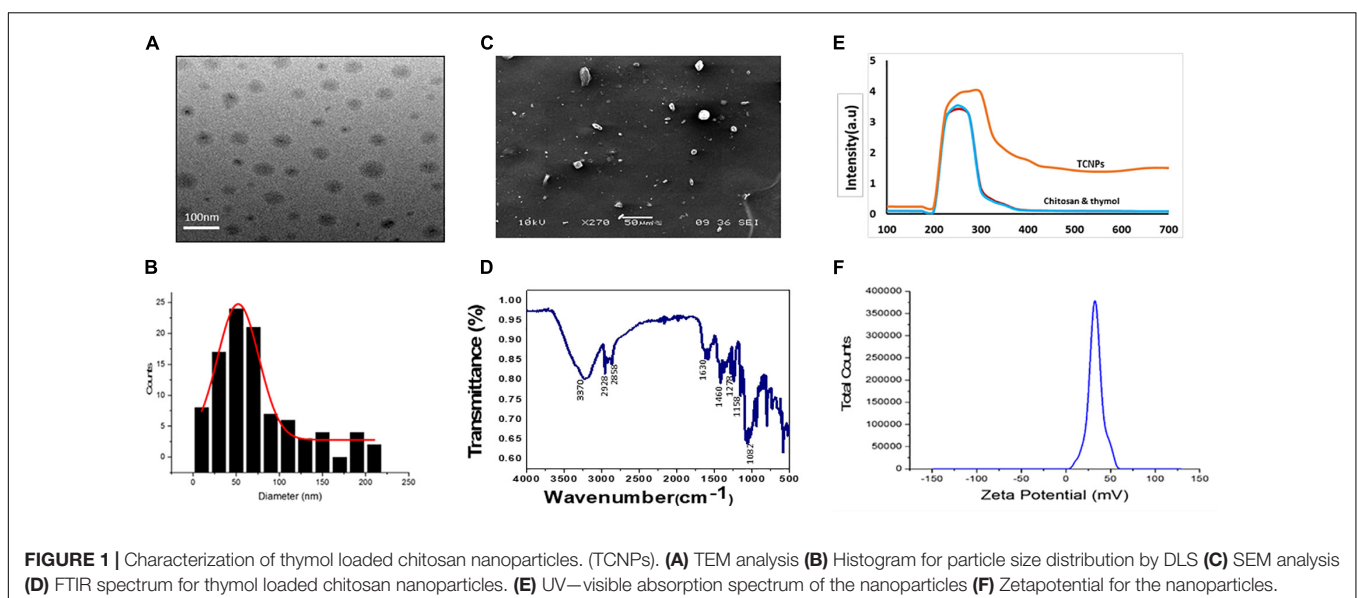 A
100nm
B
25
20
15
10
5
0
Counts
0
50
100
150
200
250
Diameter (nm)
C
10kV X270 50µm 09 36 SEI
D
1.00
0.95
0.90
0.85
0.80
0.75
0.70
0.65
0.60
Transmittance (%)
3370
2928
2858
1630
1460
1278
1158
1082
4000 3500 3000 2500 2000 1500 1000 500
Wavenumber(cm-1)
E
5
4
3
2
1
0
Intensity(a.u)
TCNPs
Chitosan & thymol
100 200 300 400 500 600 700
F
400000
350000
300000
250000
200000
150000
100000
50000
0
Total Counts
-150 -100 -50 0 50 100 150
Zeta Potential (mV)
FIGURE 1 | Characterization of thymol loaded chitosan nanoparticles. (TCNPs). (A) TEM analysis (B) Histogram for particle size distribution by DLS (C) SEM analysis
(D) FTIR spectrum for thymol loaded chitosan nanoparticles. (E) UV—visible absorption spectrum of the nanoparticles (F) Zetapotential for the nanoparticles.